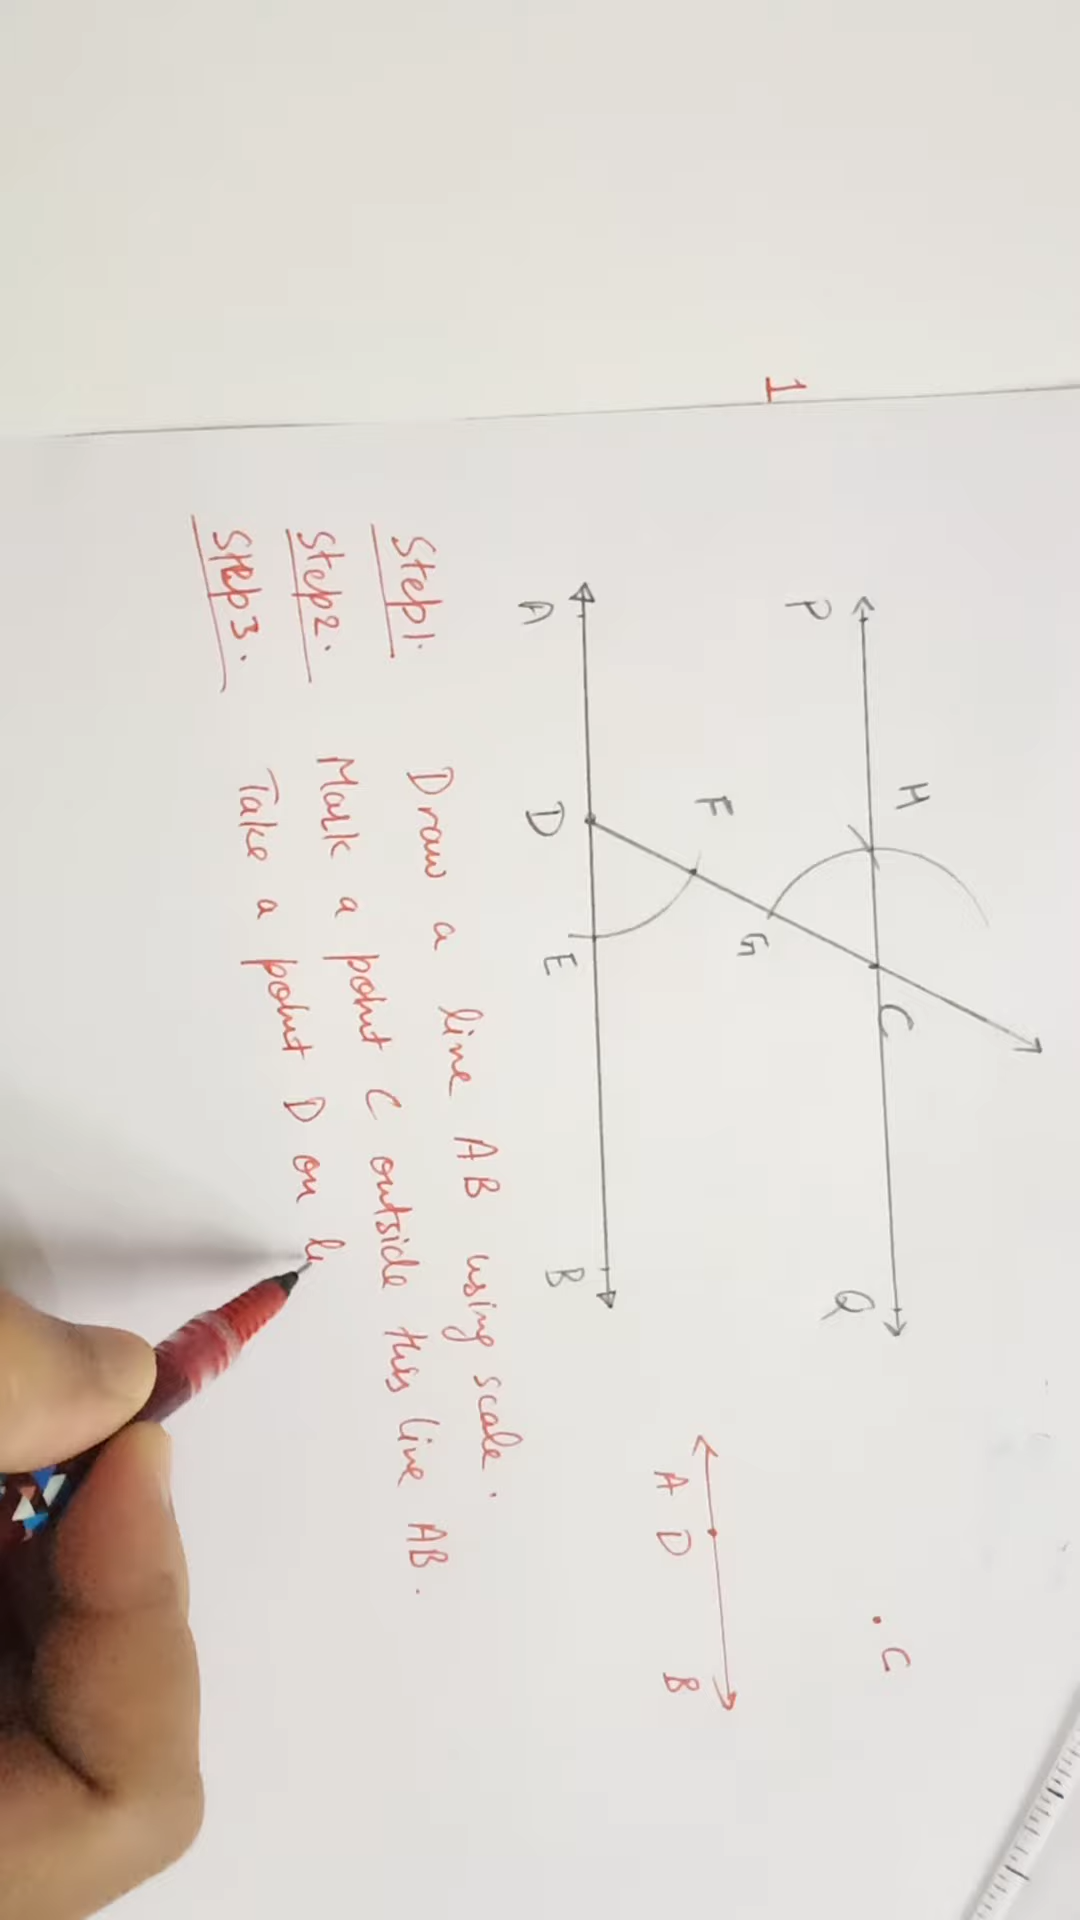 1
P H C Q
F G
A D E B
C
A D B
Step1. Draw a line AB using scale.
Step2. Mark a point C outside this line AB.
Step3. Take a point D on li